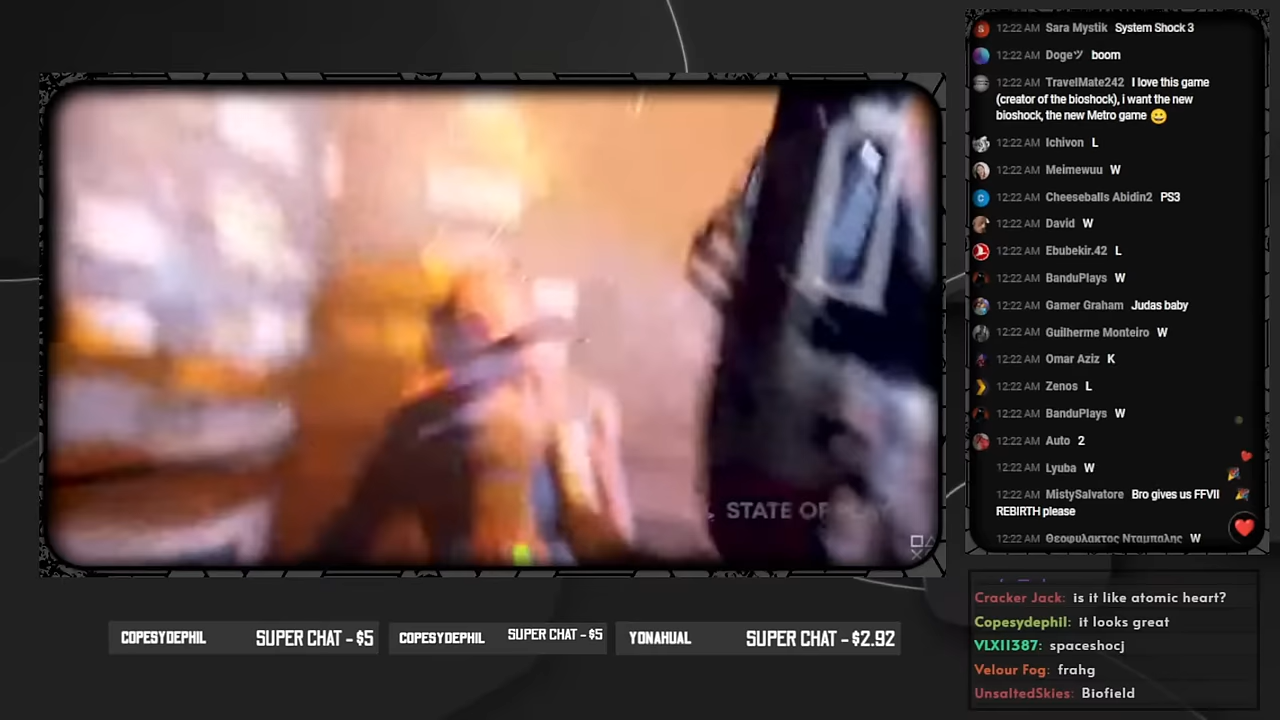 12:22 AM Sara Mystik System Shock 3
12:22 AM Dogeツ boom
12:22 AM TravelMate242 I love this game
(creator of the bioshock), i want the new
bioshock, the new Metro game
12:22 AM Ichivon L
12:22 AM Meimewuu W
12:22 AM Cheeseballs Abidin2 PS3
12:22 AM David W
12:22 AM Ebubekir.42 L
12:22 AM BanduPlays W
12:22 AM Gamer Graham Judas baby
12:22 AM Guilherme Monteiro W
12:22 AM Omar Aziz K
12:22 AM Zenos L
12:22 AM BanduPlays W
12:22 AM Auto 2
12:22 AM Lyuba W
12:22 AM MistySalvatore Bro gives us FFVII
REBIRTH please
12:22 AM Θεοφυλακτος Νταμπαλης W
STATE OF PLAY
COPESYDEPHIL SUPER CHAT - $5
COPESYDEPHIL SUPER CHAT - $5
YONAHUAL SUPER CHAT - $2.92
Cracker Jack: is it like atomic heart?
Copesydephil: it looks great
VLXII387: spaceshocj
Velour Fog: frahg
UnsaltedSkies: Biofield